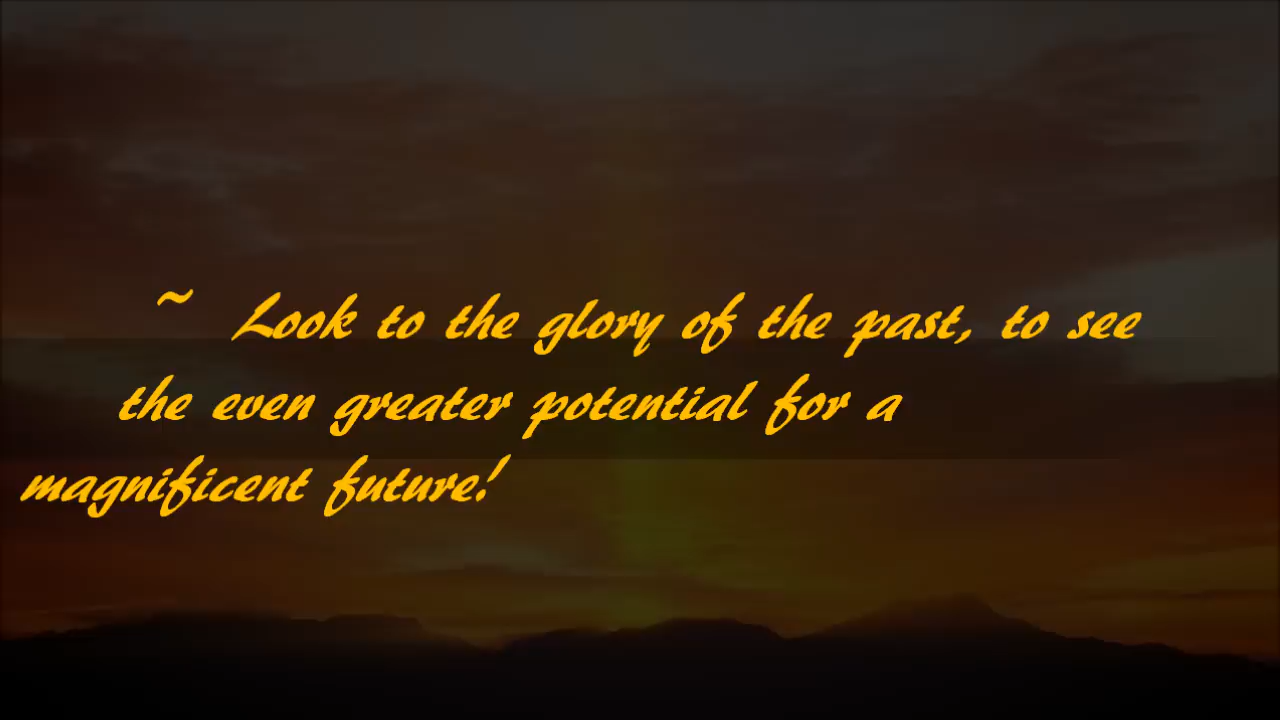 ~ Look to the glory of the past, to see
the even greater potential for a
magnificent future!